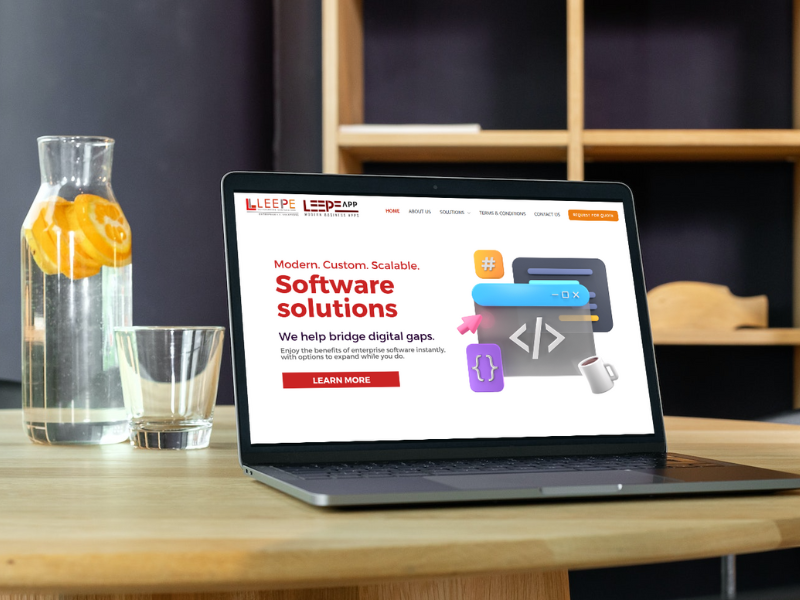 LEEPE
LEEPE APP
MODERN BUSINESS APPS
HOME
ABOUT US
SOLUTIONS
TERMS & CONDITIONS
CONTACT US
REQUEST FOR QUOTE
Modern. Custom. Scalable.
Software
solutions
We help bridge digital gaps.
Enjoy the benefits of enterprise software instantly,
with options to expand while you do.
LEARN MORE
#
</>
{}